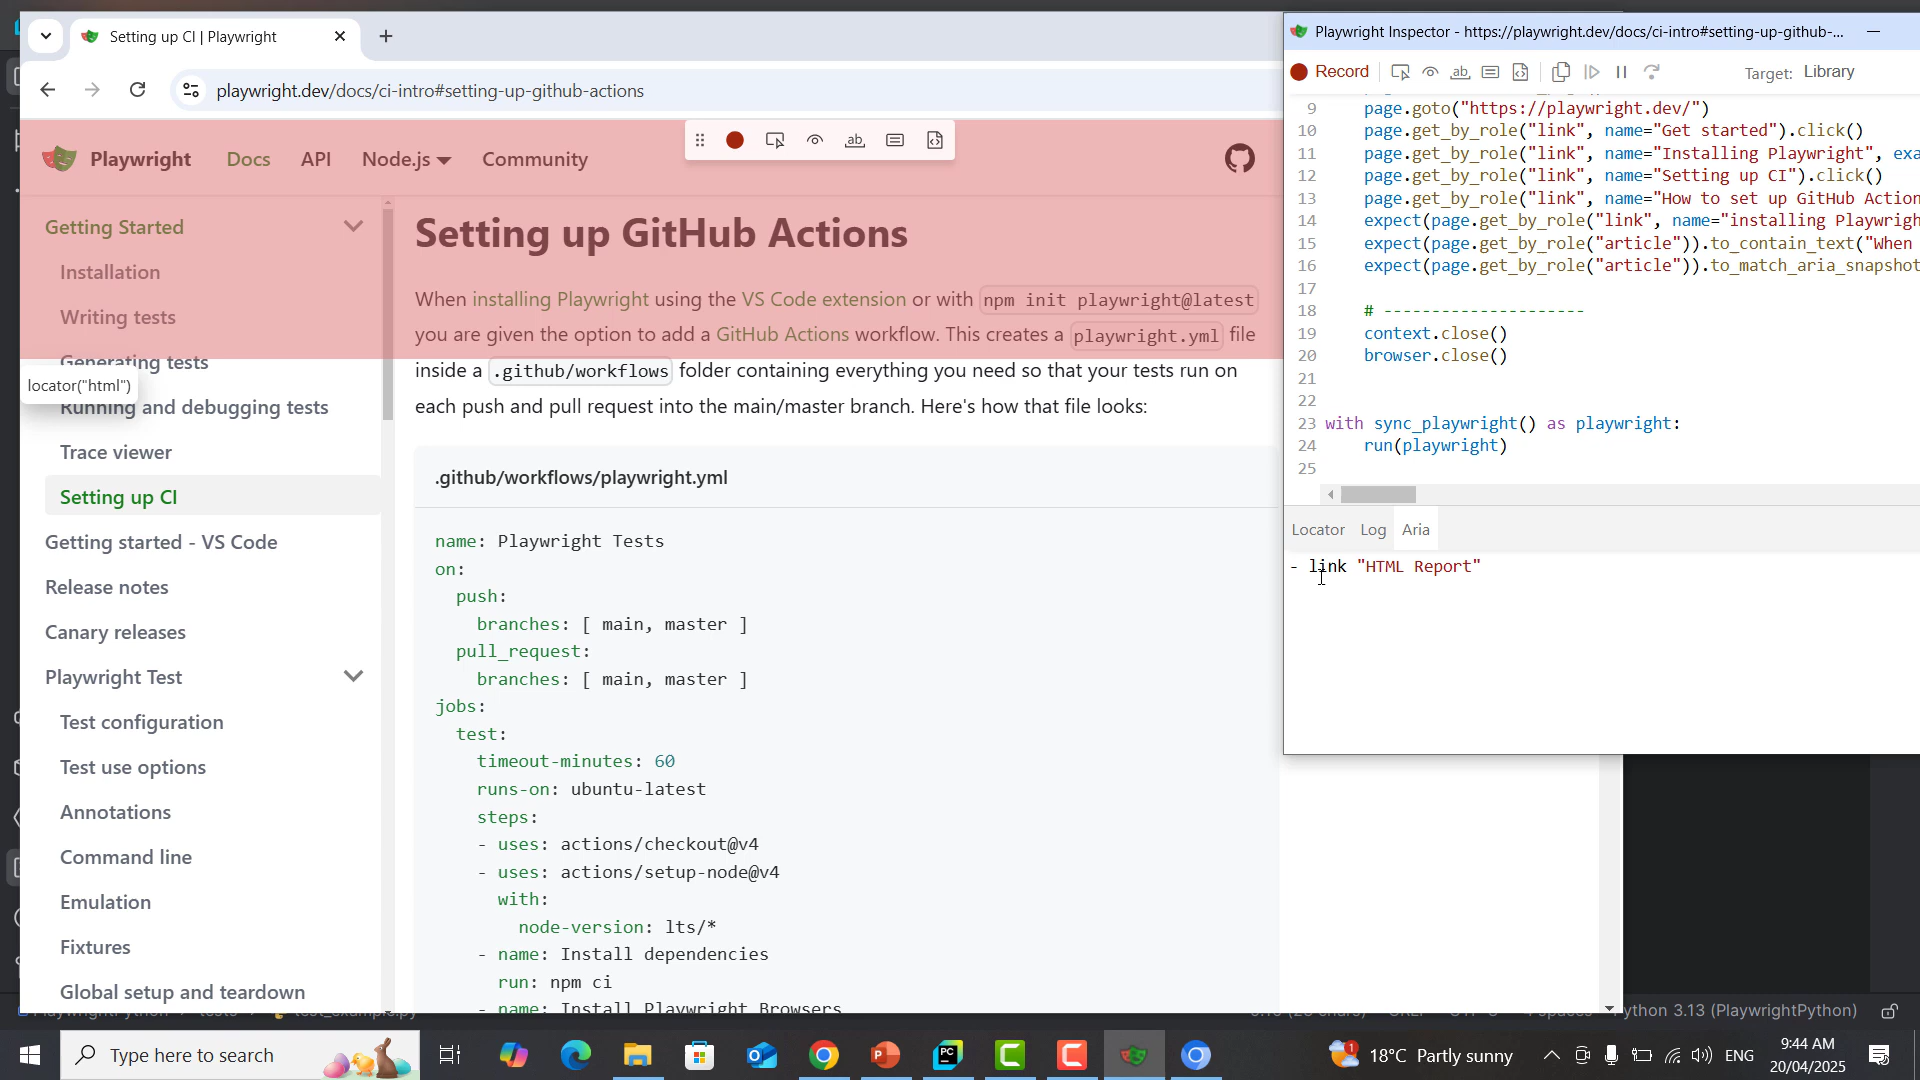 Setting up CI | Playwright
playwright.dev/docs/ci-intro#setting-up-github-actions
Playwright
Docs
API
Node.js
Community
Getting Started
Installation
Writing tests
Generating tests
locator("html")
Running and debugging tests
Trace viewer
Setting up CI
Getting started - VS Code
Release notes
Canary releases
Playwright Test
Test configuration
Test use options
Annotations
Command line
Emulation
Fixtures
Global setup and teardown
Setting up GitHub Actions
When installing Playwright using the VS Code extension or with npm init playwright@latest
you are given the option to add a GitHub Actions workflow. This creates a playwright.yml file
inside a .github/workflows folder containing everything you need so that your tests run on
each push and pull request into the main/master branch. Here's how that file looks:
.github/workflows/playwright.yml
name: Playwright Tests
on:
push:
branches: [ main, master ]
pull_request:
branches: [ main, master ]
jobs:
test:
timeout-minutes: 60
runs-on: ubuntu-latest
steps:
- uses: actions/checkout@v4
- uses: actions/setup-node@v4
with:
node-version: lts/*
- name: Install dependencies
run: npm ci
- name: Install Playwright Browsers
Playwright Inspector - https://playwright.dev/docs/ci-intro#setting-up-github-...
Record
Target: Library
9 page.goto("https://playwright.dev/")
10 page.get_by_role("link", name="Get started").click()
11 page.get_by_role("link", name="Installing Playwright", exa
12 page.get_by_role("link", name="Setting up CI").click()
13 page.get_by_role("link", name="How to set up GitHub Action
14 expect(page.get_by_role("link", name="installing Playwrigh
15 expect(page.get_by_role("article")).to_contain_text("When
16 expect(page.get_by_role("article")).to_match_aria_snapshot
17
18 # ---------------------
19 context.close()
20 browser.close()
21
22
23 with sync_playwright() as playwright:
24 run(playwright)
25
Locator Log Aria
- link "HTML Report"
Python 3.13 (PlaywrightPython)
Type here to search
18°C Partly sunny
ENG
9:44 AM
20/04/2025